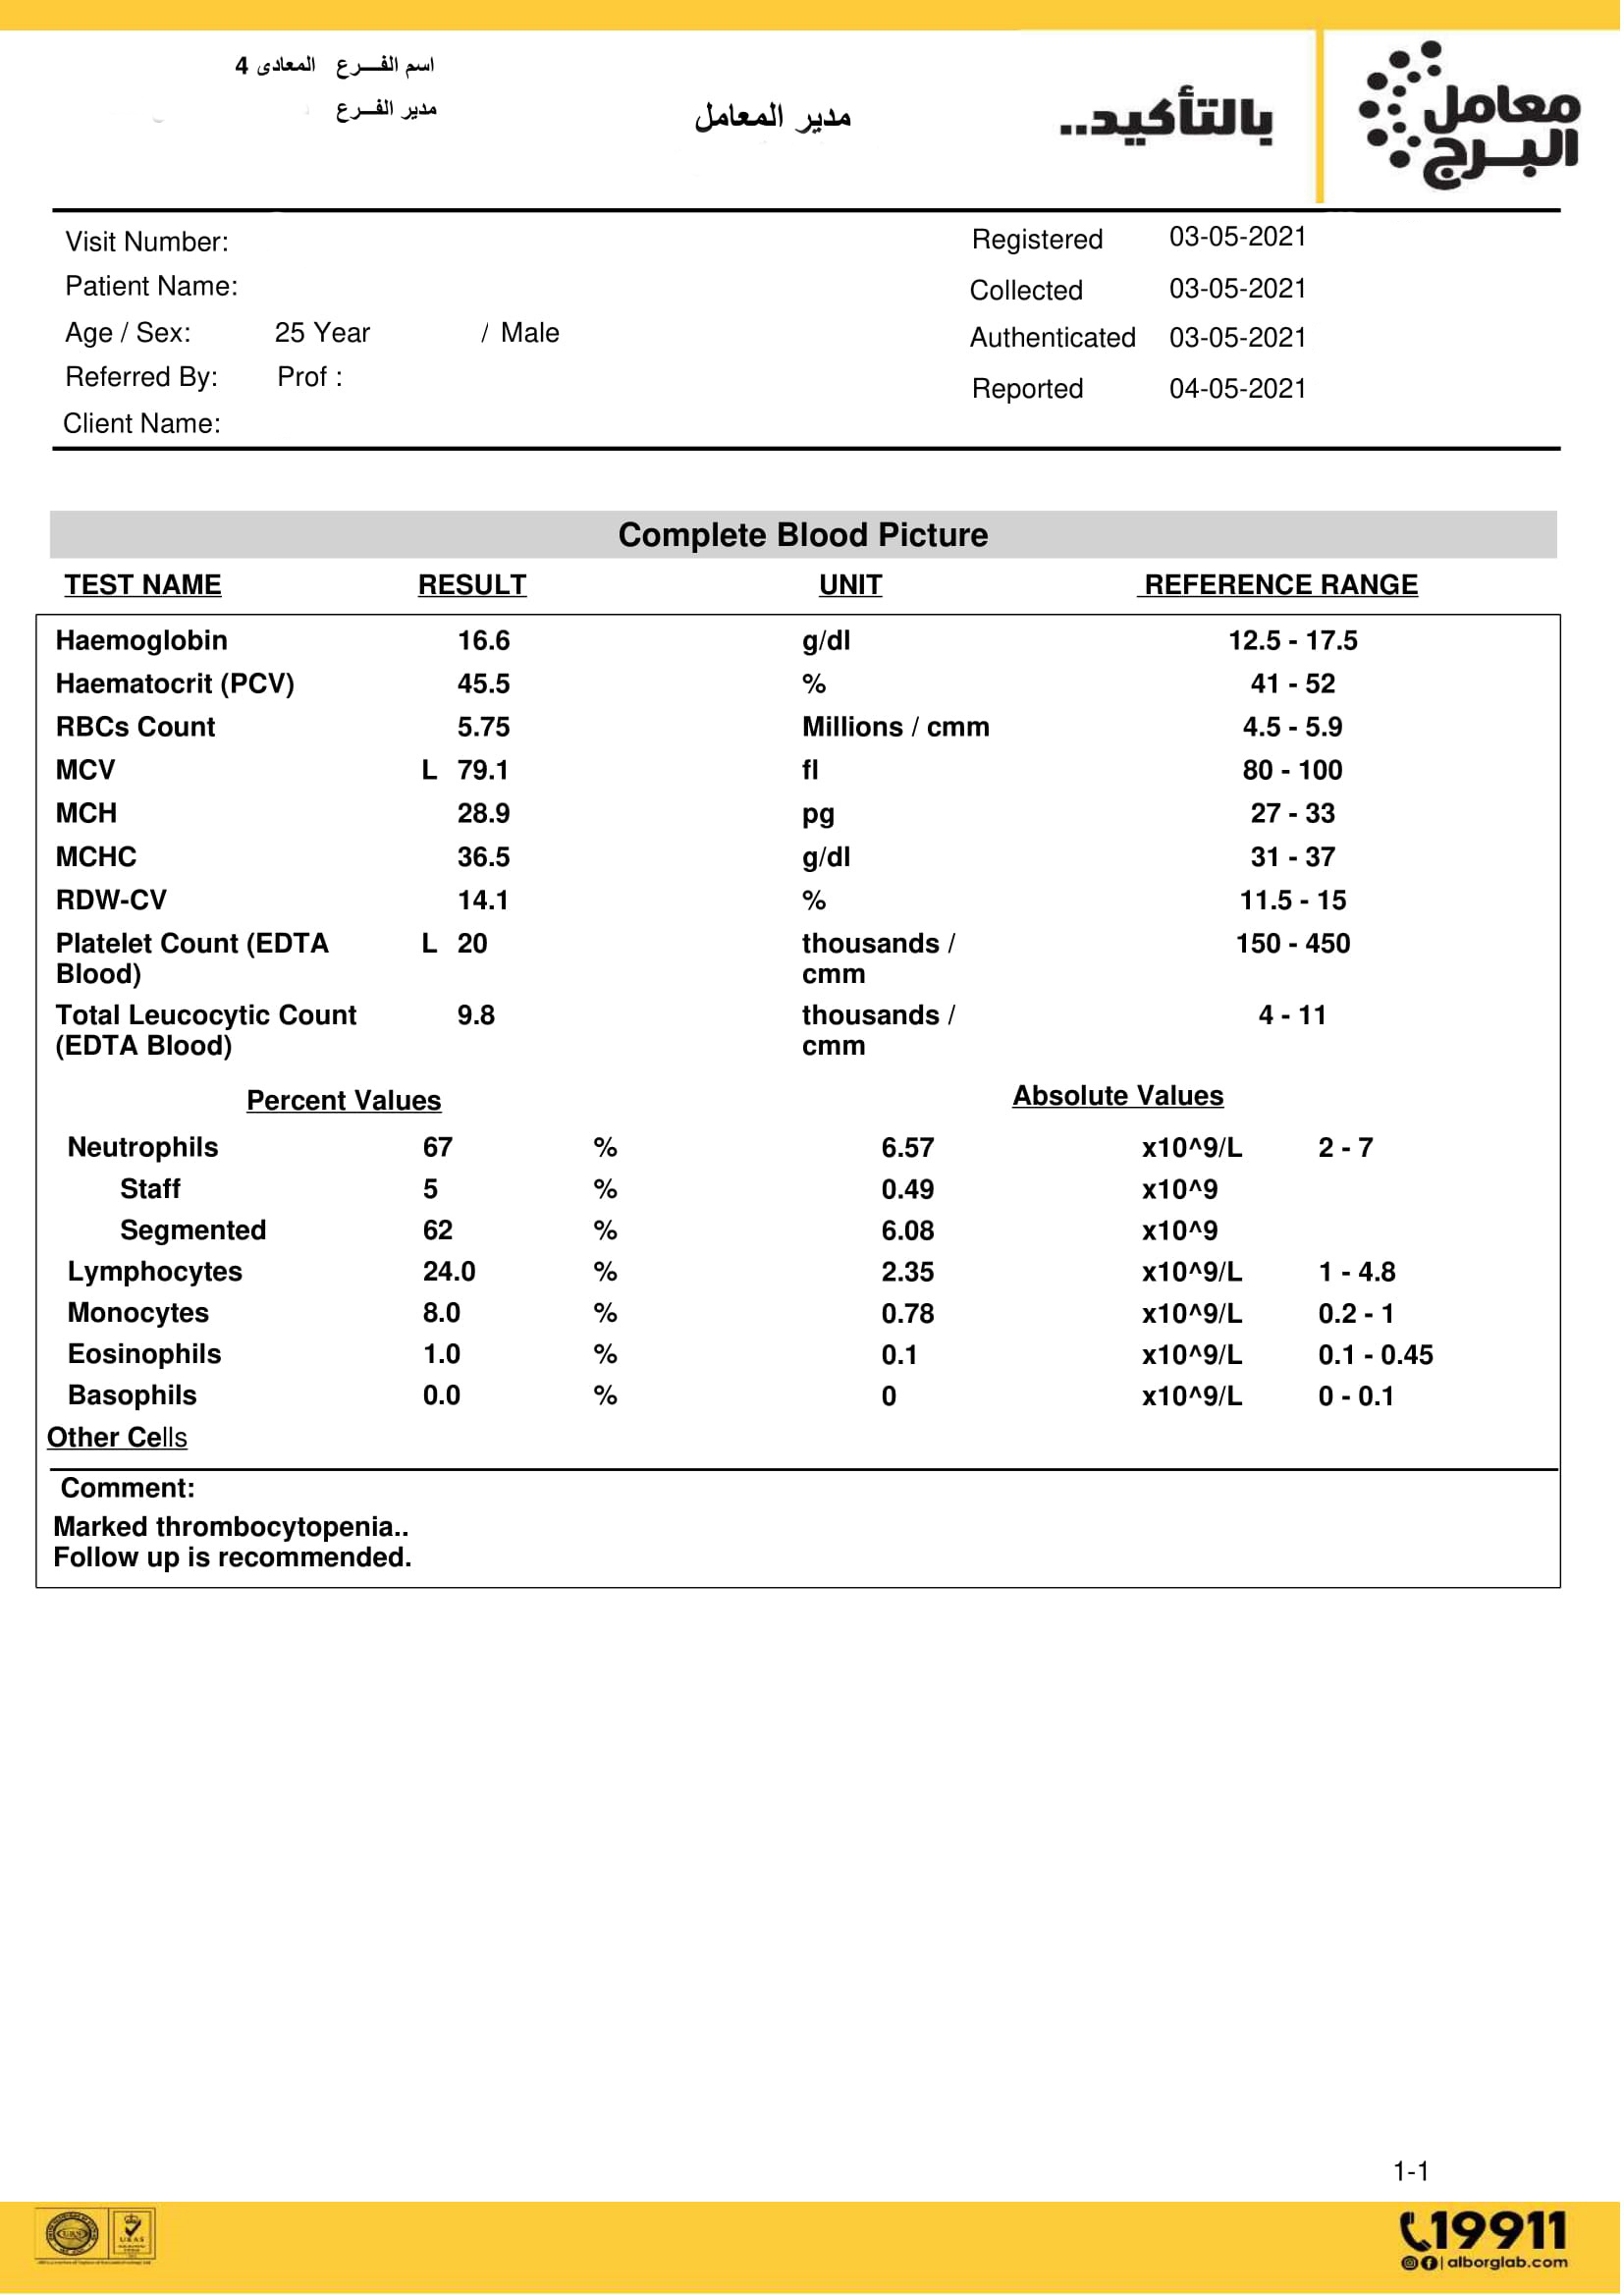 اسم الفـــرع المعادى 4
مدير الفـــرع
مدير المعامل
بالتأكيد..
معامل
البرج
Visit Number:
Patient Name:
Age / Sex: 25 Year / Male
Referred By: Prof :
Client Name:
Registered 03-05-2021
Collected 03-05-2021
Authenticated 03-05-2021
Reported 04-05-2021
Complete Blood Picture
TEST NAME RESULT UNIT REFERENCE RANGE
Haemoglobin 16.6 g/dl 12.5 - 17.5
Haematocrit (PCV) 45.5 % 41 - 52
RBCs Count 5.75 Millions / cmm 4.5 - 5.9
MCV L 79.1 fl 80 - 100
MCH 28.9 pg 27 - 33
MCHC 36.5 g/dl 31 - 37
RDW-CV 14.1 % 11.5 - 15
Platelet Count (EDTA L 20 thousands / 150 - 450
Blood) cmm
Total Leucocytic Count 9.8 thousands / 4 - 11
(EDTA Blood) cmm
Percent Values Absolute Values
Neutrophils 67 % 6.57 x10^9/L 2 - 7
Staff 5 % 0.49 x10^9
Segmented 62 % 6.08 x10^9
Lymphocytes 24.0 % 2.35 x10^9/L 1 - 4.8
Monocytes 8.0 % 0.78 x10^9/L 0.2 - 1
Eosinophils 1.0 % 0.1 x10^9/L 0.1 - 0.45
Basophils 0.0 % 0 x10^9/L 0 - 0.1
Other Cells
Comment:
Marked thrombocytopenia..
Follow up is recommended.
1-1
URS
UKAS
19911
alborglab.com